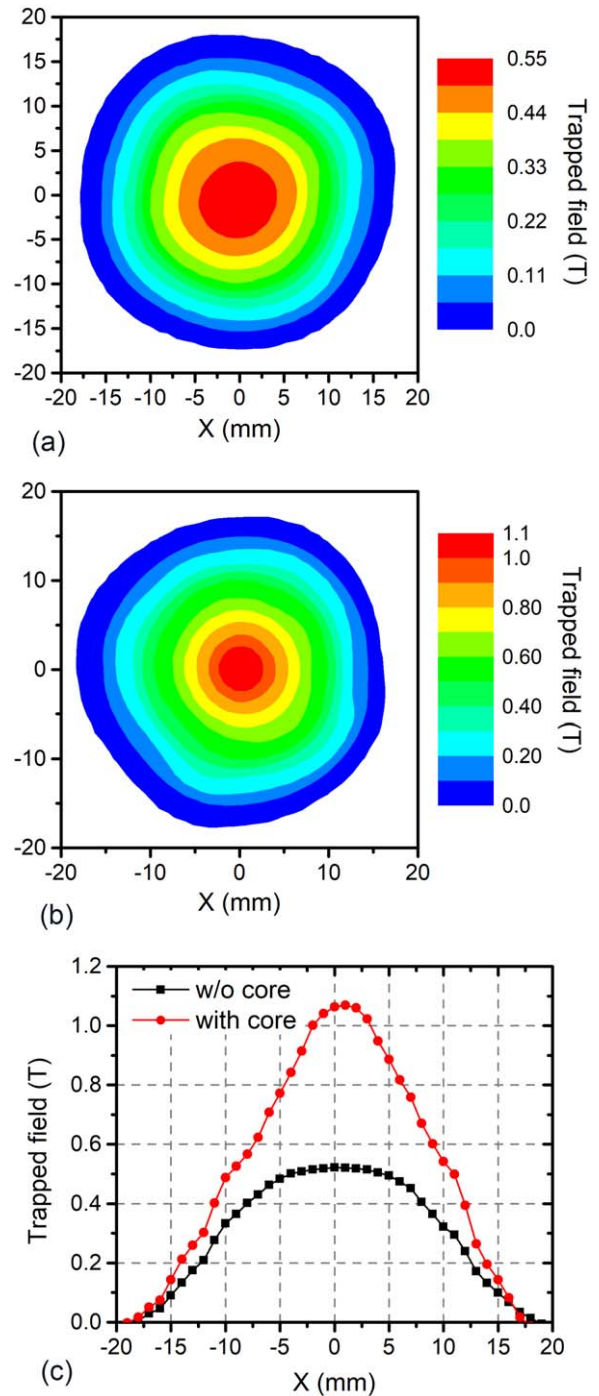 20
15
10
5
0
-5
-10
-15
-20
-20 -15 -10 -5 0 5 10 15 20
X (mm)
(a)
0.55
0.44
0.33
0.22
0.11
0.0
Trapped field (T)
20
10
0
-10
-20
-20 -10 0 10 20
X (mm)
(b)
1.1
1.0
0.80
0.60
0.40
0.20
0.0
Trapped field (T)
1.2
1.0
0.8
0.6
0.4
0.2
0.0
Trapped field (T)
w/o core
with core
-20 -15 -10 -5 0 5 10 15 20
X (mm)
(c)